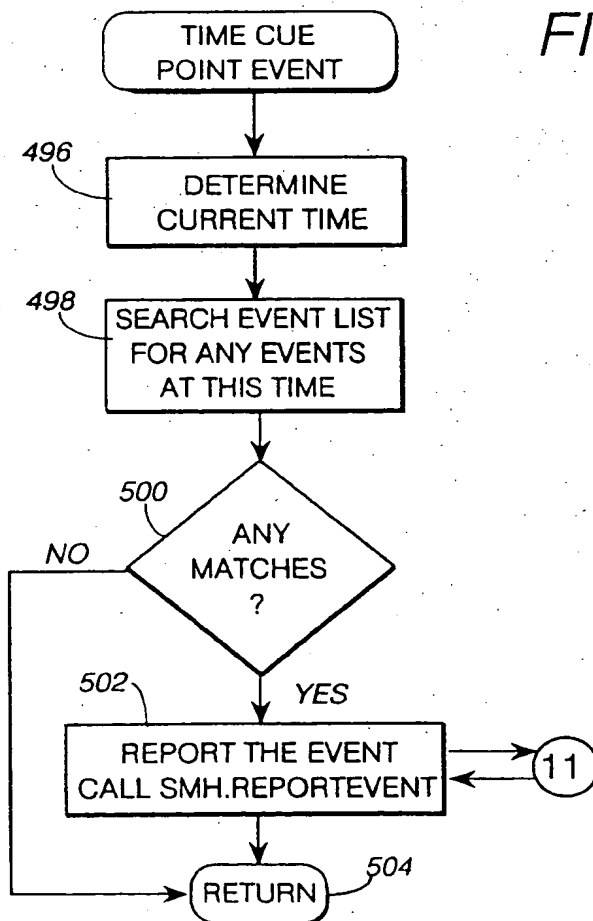 TIME CUE
POINT EVENT
FI
496
DETERMINE
CURRENT TIME
498
SEARCH EVENT LIST
FOR ANY EVENTS
AT THIS TIME
500
ANY
MATCHES
?
NO
YES
502
REPORT THE EVENT
CALL SMH.REPORTEVENT
11
RETURN
504